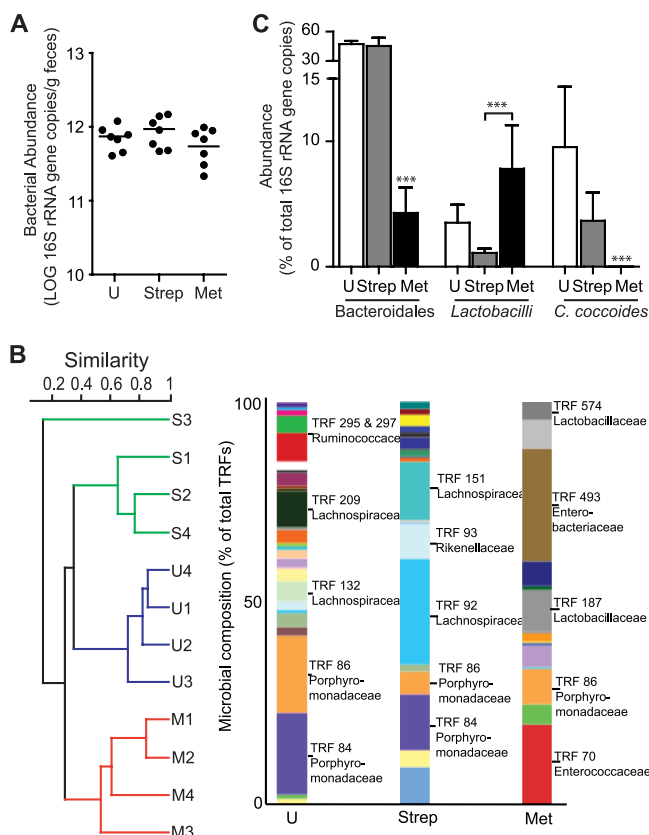 A
Bacterial Abundance
(LOG 16S rRNA gene copies/g feces)
13
12
11
10
U Strep Met
C
Abundance
(% of total 16S rRNA gene copies)
60
30
15
10
0
***
***
***
U Strep Met U Strep Met U Strep Met
Bacteroidales Lactobacilli C. coccoides
B
Similarity
0.2 0.4 0.6 0.8 1
S3
S1
S2
S4
U4
U1
U2
U3
M1
M2
M4
M3
Microbial composition (% of total TRFs)
100
50
0
TRF 295 & 297
Ruminococcace
TRF 209
Lachnospiracea
TRF 132
Lachnospiracea
TRF 86
Porphyro-
monadaceae
TRF 84
Porphyro-
monadaceae
U
TRF 151
Lachnospiracea
TRF 93
Rikenellaceae
TRF 92
Lachnospiracea
TRF 86
Porphyro-
monadaceae
TRF 84
Porphyro-
monadaceae
Strep
TRF 574
Lactobacillaceae
TRF 493
Entero-
bacteriaceae
TRF 187
Lactobacillaceae
TRF 86
Porphyro-
monadaceae
TRF 70
Enterococcaceae
Met